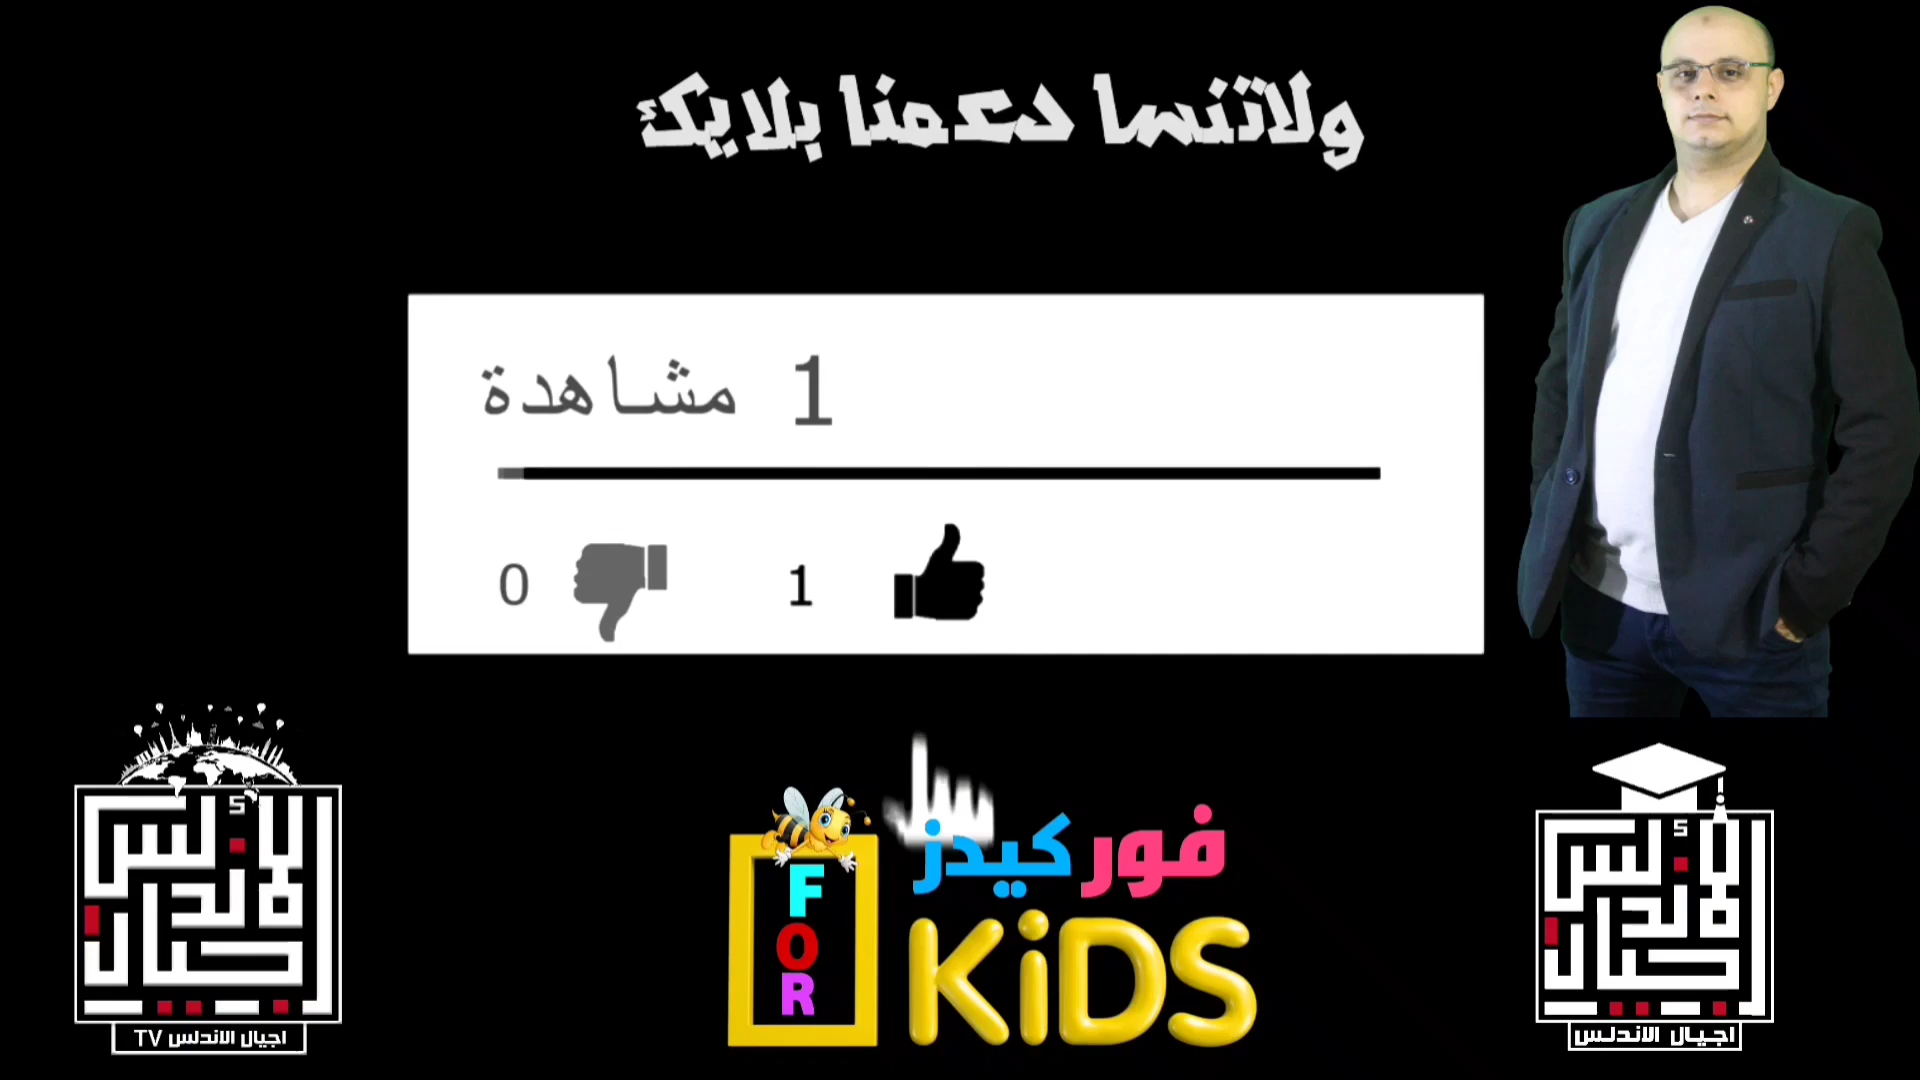 ولاتنسا دعمنا بلايك
1 مشاهدة
0 1
فور كيدز
FOR
KiDS
أجيال الأندلس
اجيال الاندلس TV
أجيال الأندلس
اجيال الاندلس